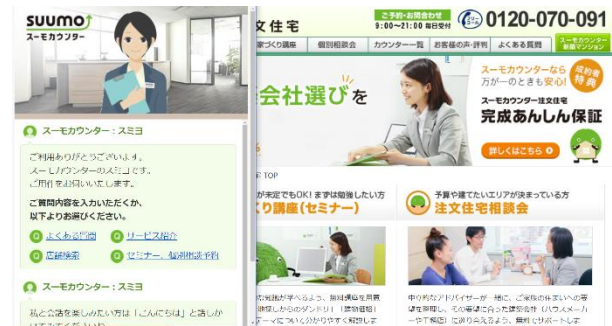 SUUMO
スーモカウンター
スーモカウンター：スミヨ
ご利用ありがとうございます。
スーモカウンターのスミヨです。
ご用件をお伺いいたします。
ご質問内容を入力いただくか、
以下よりお選びください。
Q よくある質問
Q サービス紹介
Q 店舗検索
Q セミナー、個別相談予約
スーモカウンター：スミヨ
私と会話を楽しみたい方は「こんにちは」と話しか
文住宅
ご予約・お問合わせ
9:00~21:00 毎日受付
0120-070-091
家づくり講座
個別相談会
カウンター一覧
お客様の声・評判
よくある質問
スーモカウンター
新築マンション
会社選びを
スーモカウンターなら
万が一のときも安心!
成約者
特典
スーモカウンター注文住宅
完成あんしん保証
詳しくはこちら
TOP
が未定でもOK! まずは勉強したい方
くり講座(セミナー)
予算や建てたいエリアが決まっている方
注文住宅相談会